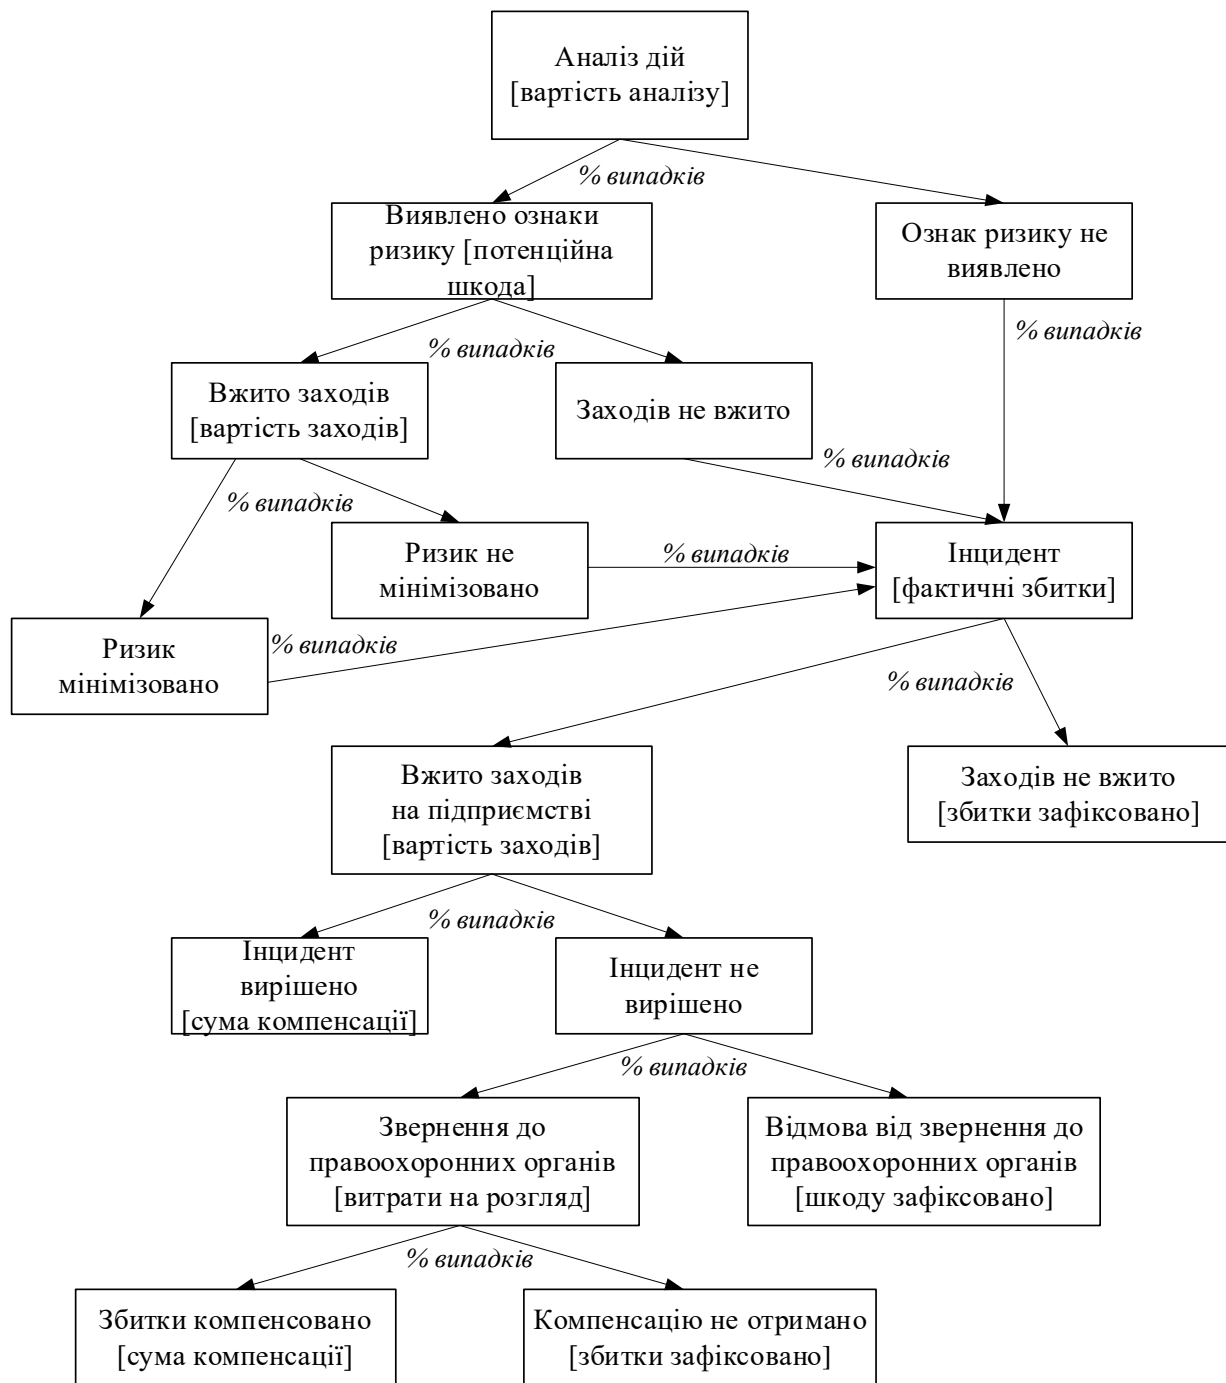 Аналіз дій
[вартість аналізу]
% випадків
Виявлено ознаки
ризику [потенційна
шкода]
Ознак ризику не
виявлено
% випадків
% випадків
Вжито заходів
[вартість заходів]
Заходів не вжито
% випадків
% випадків
Ризик не
мінімізовано
% випадків
Інцидент
[фактичні збитки]
Ризик
мінімізовано
% випадків
% випадків
Вжито заходів
на підприємстві
[вартість заходів]
Заходів не вжито
[збитки зафіксовано]
% випадків
Інцидент
вирішено
[сума компенсації]
Інцидент не
вирішено
% випадків
Звернення до
правоохоронних органів
[витрати на розгляд]
Відмова від звернення до
правоохоронних органів
[шкоду зафіксовано]
% випадків
Збитки компенсовано
[сума компенсації]
Компенсацію не отримано
[збитки зафіксовано]